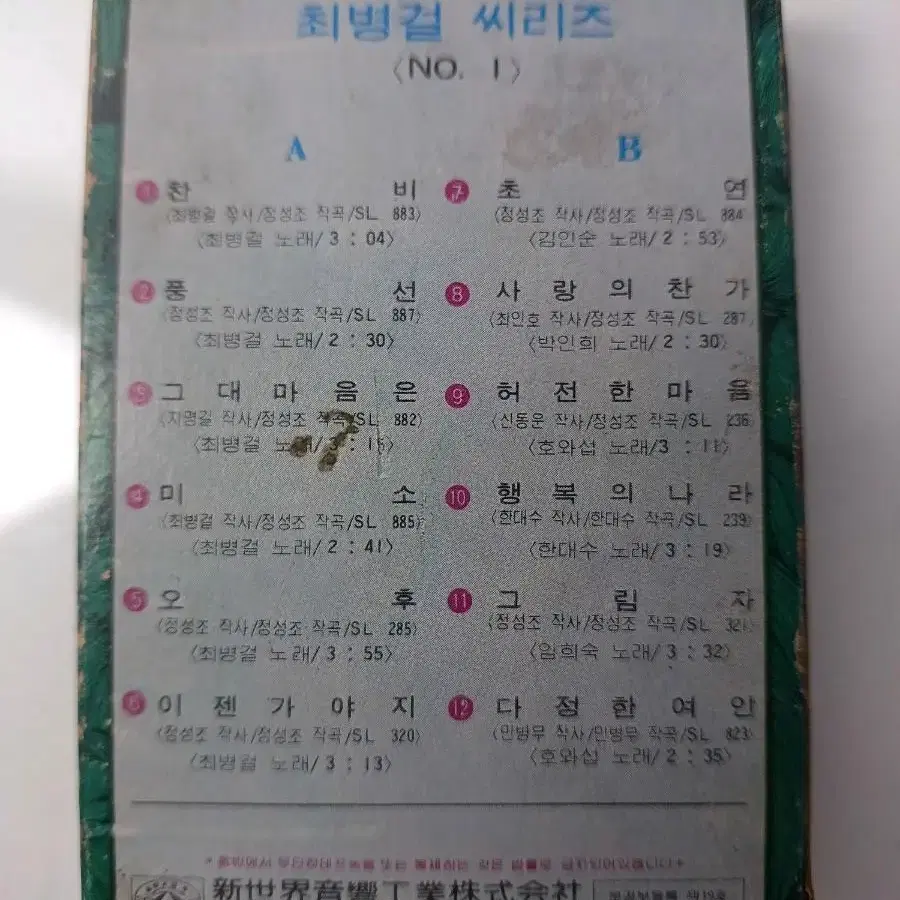 최병걸 씨리즈
〈NO. 1〉
A
1 찬 비
〈최병걸 작사/정성조 작곡/SL 883〉
〈최병걸 노래/3 : 04〉
2 풍 선
〈정성조 작사/정성조 작곡/SL 887〉
〈최병걸 노래/2 : 30〉
3 그 대 마 음 은
〈지명길 작사/정성조 작곡/SL 882〉
〈최병걸 노래/3 : 15〉
4 미 소
〈최병걸 작사/정성조 작곡/SL 885〉
〈최병걸 노래/2 : 41〉
5 오 후
〈정성조 작사/정성조 작곡/SL 285〉
〈최병걸 노래/3 : 55〉
6 이 젠 가 야 지
〈정성조 작사/정성조 작곡/SL 320〉
〈최병걸 노래/3 : 13〉
B
7 초 연
〈정성조 작사/정성조 작곡/SL 884〉
〈김인순 노래/2 : 53〉
8 사 랑 의 찬 가
〈최인호 작사/정성조 작곡/SL 287〉
〈박인희 노래/2 : 30〉
9 허 전 한 마 음
〈신동운 작사/정성조 작곡/SL 236〉
〈호와섭 노래/3 : 11〉
10 행 복 의 나 라
〈한대수 작사/한대수 작곡/SL 239〉
〈한대수 노래/3 : 19〉
11 그 림 자
〈정성조 작사/정성조 작곡/SL 321〉
〈임희숙 노래/3 : 32〉
12 다 정 한 여 인
〈민병무 작사/민병무 작곡/SL 823〉
〈호와섭 노래/2 : 35〉
新世界音響工業株式会社